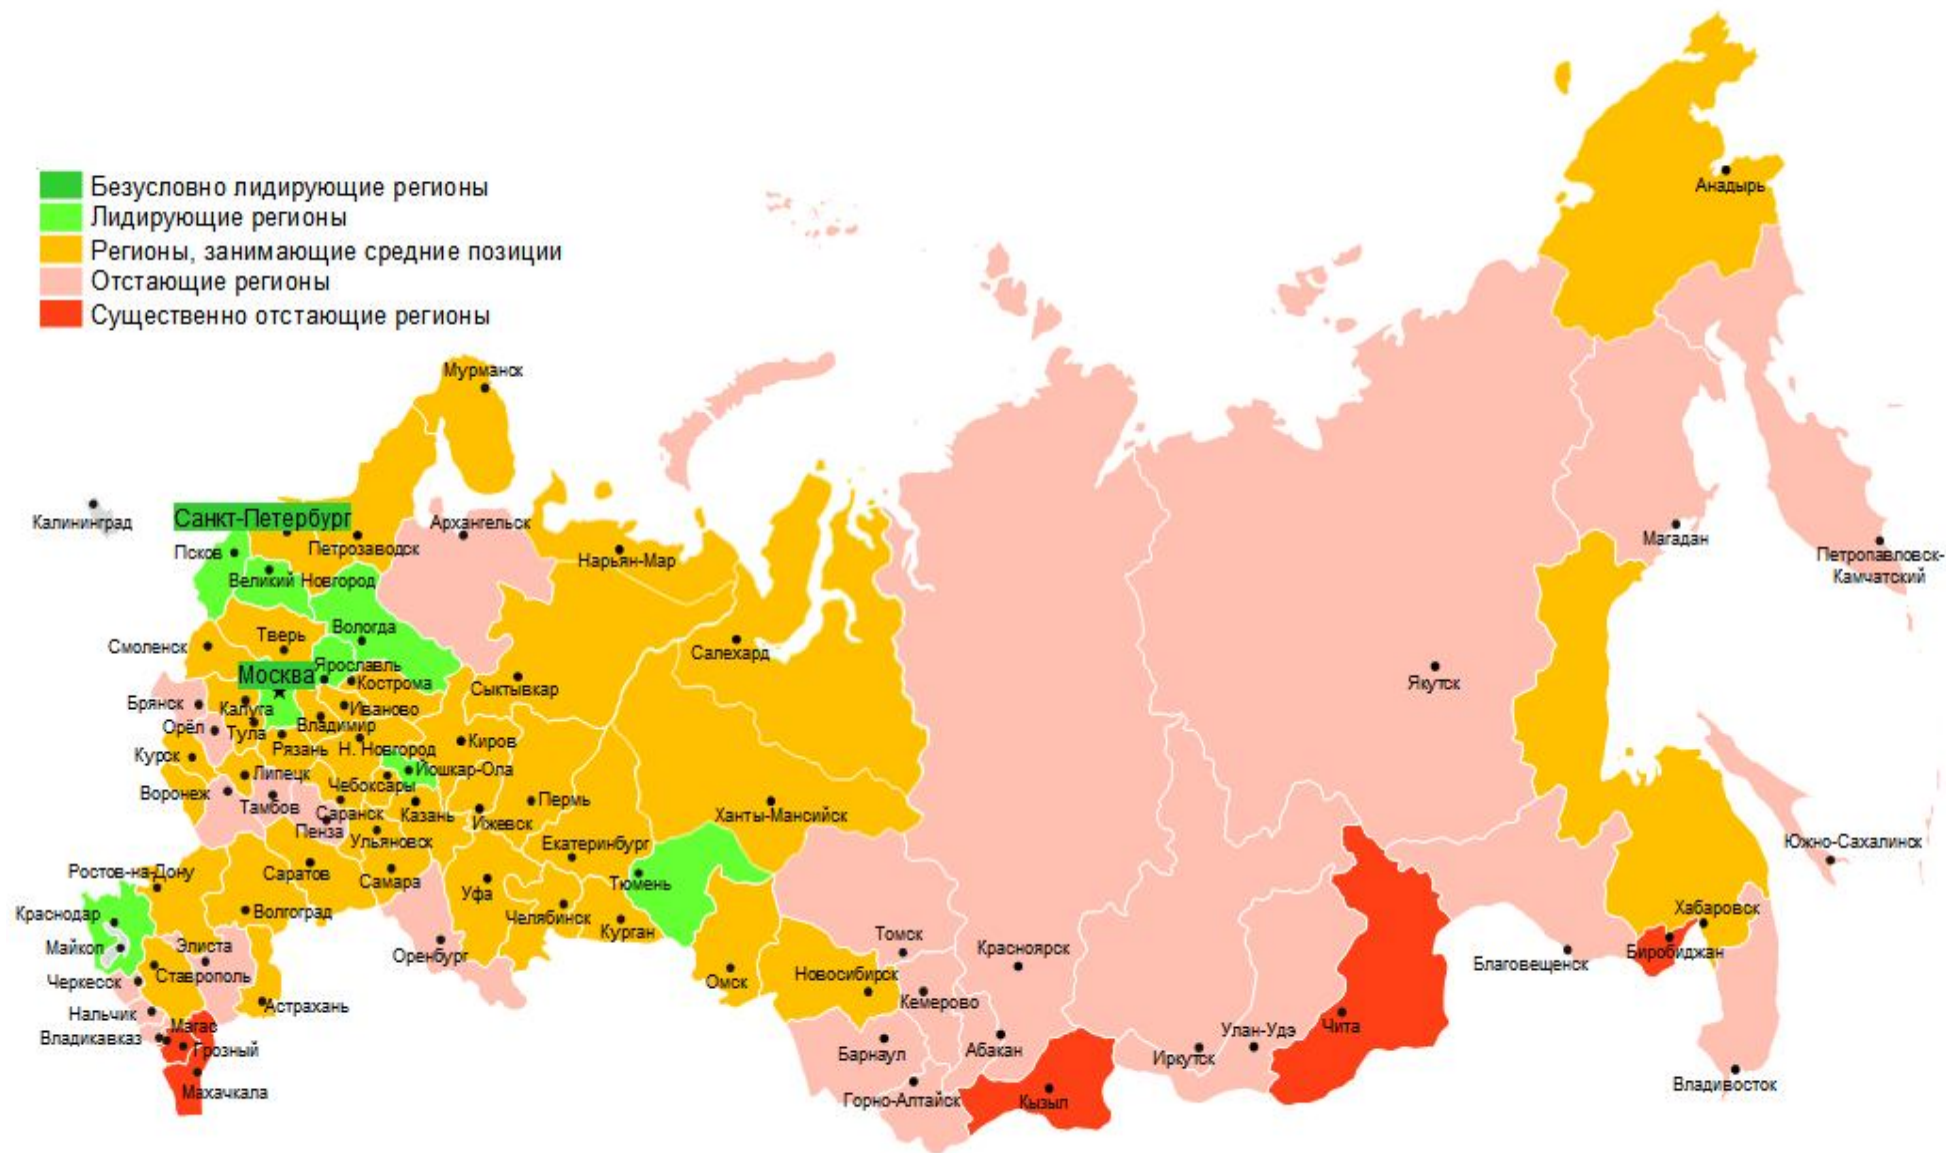 Безусловно лидирующие регионы
Лидирующие регионы
Регионы, занимающие средние позиции
Отстающие регионы
Существенно отстающие регионы
Анадырь
Мурманск
Калининград
Санкт-Петербург
Архангельск
Псков
Петрозаводск
Нарьян-Мар
Великий Новгород
Магадан
Петропавловск-
Камчатский
Вологда
Тверь
Смоленск
Салехард
Ярославль
Москва
Кострома
Сыктывкар
Якутск
Брянск
Калуга
Иваново
Орёл
Тула
Владимир
Рязань
Н. Новгород
Киров
Курск
Липецк
Йошкар-Ола
Чебоксары
Воронеж
Тамбов
Саранск
Казань
Пермь
Ижевск
Ханты-Мансийск
Пенза
Ульяновск
Екатеринбург
Южно-Сахалинск
Ростов-на-Дону
Саратов
Самара
Уфа
Тюмень
Краснодар
Волгоград
Челябинск
Курган
Хабаровск
Майкоп
Элиста
Оренбург
Томск
Красноярск
Биробиджан
Благовещенск
Черкесск
Ставрополь
Омск
Новосибирск
Кемерово
Астрахань
Нальчик
Магас
Владикавказ
Грозный
Барнаул
Абакан
Иркутск
Улан-Удэ
Чита
Махачкала
Горно-Алтайск
Кызыл
Владивосток